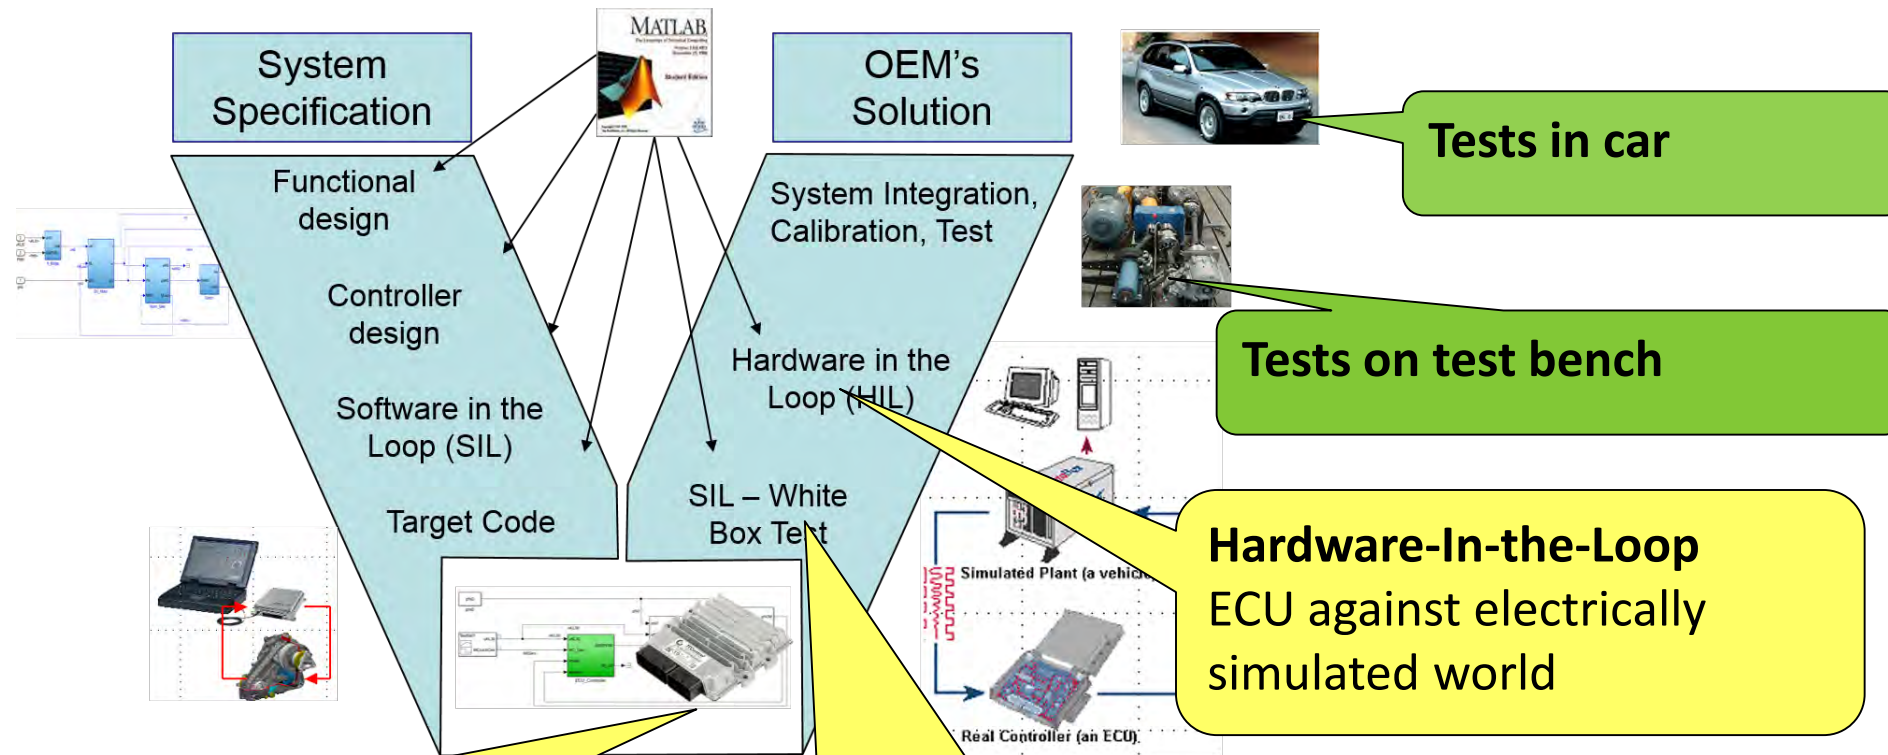 System
Specification
MATLAB
Student Edition
OEM's
Solution
Tests in car
Functional
design
System Integration,
Calibration, Test
Controller
design
Tests on test bench
Hardware in the
Loop (HIL)
Software in the
Loop (SIL)
SIL – White
Box Test
Target Code
Hardware-In-the-Loop
ECU against electrically
simulated world
Simulated Plant (a vehicle)
Real Controller (an ECU)